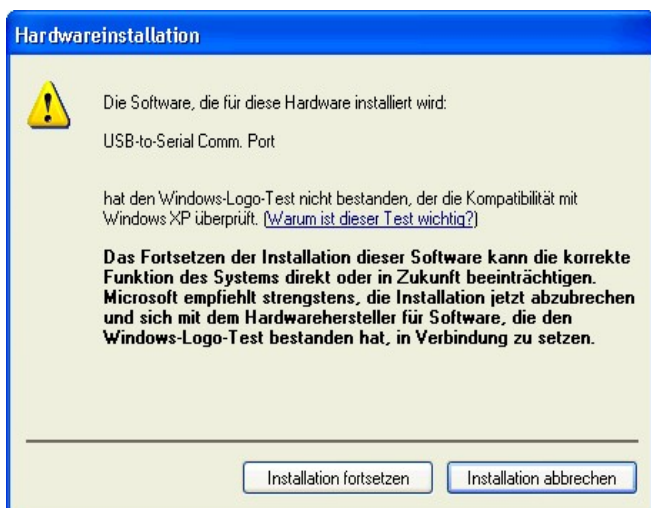 Hardwareinstallation
Die Software, die für diese Hardware installiert wird:
USB-to-Serial Comm. Port
hat den Windows-Logo-Test nicht bestanden, der die Kompatibilität mit
Windows XP überprüft. (Warum ist dieser Test wichtig?)
Das Fortsetzen der Installation dieser Software kann die korrekte
Funktion des Systems direkt oder in Zukunft beeinträchtigen.
Microsoft empfiehlt strengstens, die Installation jetzt abzubrechen
und sich mit dem Hardwarehersteller für Software, die den
Windows-Logo-Test bestanden hat, in Verbindung zu setzen.
Installation fortsetzen
Installation abbrechen